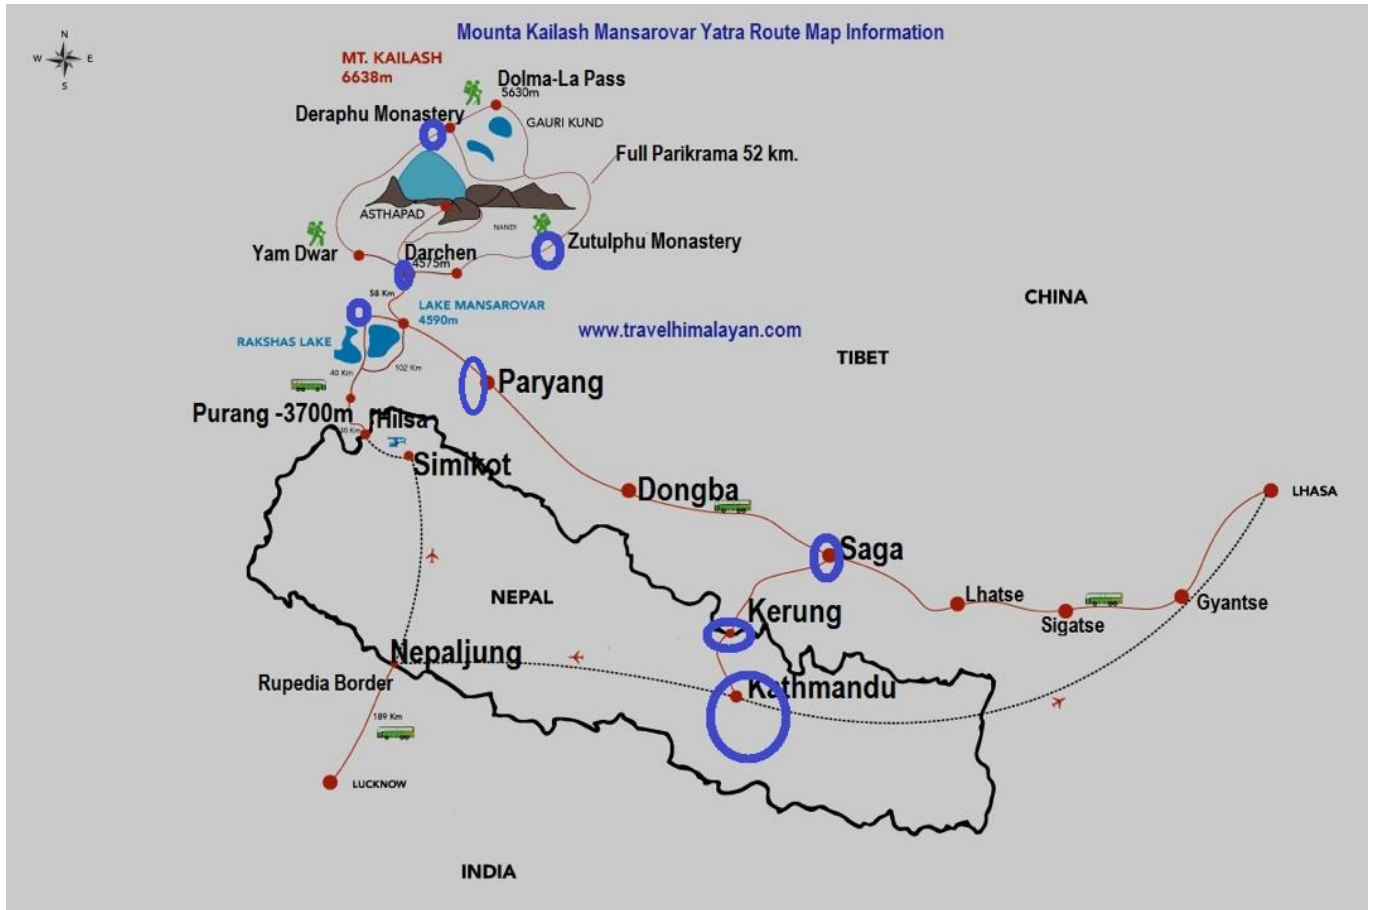 Mounta Kailash Mansarovar Yatra Route Map Information
N
W E
S
MT. KAILASH
6638m
Dolma-La Pass
5630m
Deraphu Monastery
GAURI KUND
Full Parikrama 52 km.
ASTHAPAD
NANDI
Yam Dwar
Darchen
4575m
Zutulphu Monastery
58 Km
LAKE MANSAROVAR
4590m
CHINA
RAKSHAS LAKE
www.travelhimalayan.com
TIBET
40 Km
102 Km
Paryang
Purang -3700m
Hilsa
30 Km
Simikot
Dongba
LHASA
Saga
NEPAL
Kerung
Lhatse
Sigatse
Gyantse
Nepaljung
Rupedia Border
Kathmandu
189 Km
LUCKNOW
INDIA